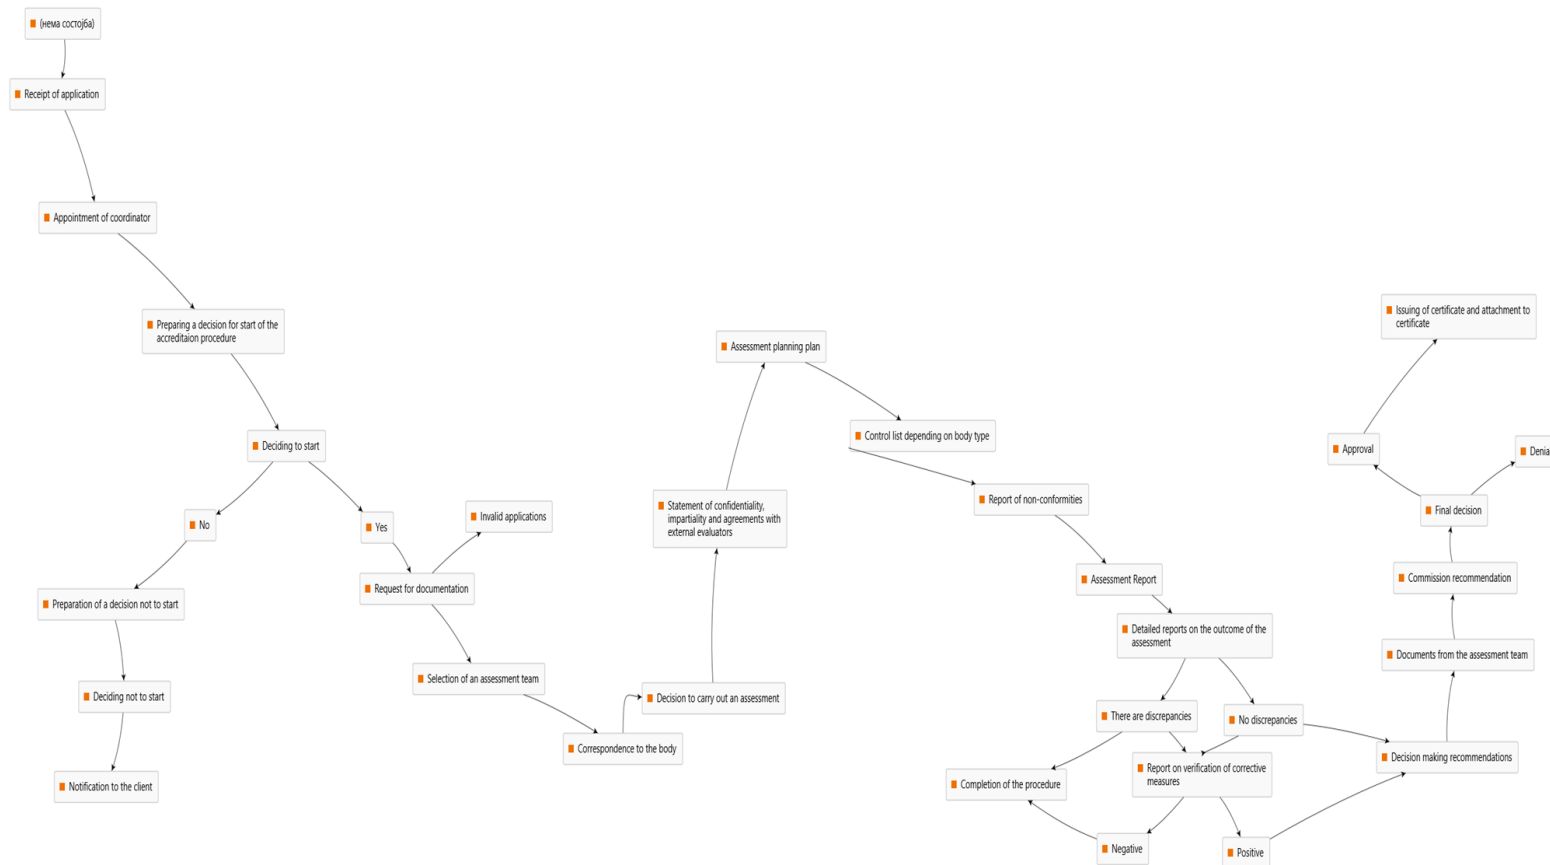 (нема состојба)
Receipt of application
Appointment of coordinator
Preparing a decision for start of the
accreditaion procedure
Deciding to start
No
Yes
Invalid applications
Preparation of a decision not to start
Request for documentation
Deciding not to start
Selection of an assessment team
Notification to the client
Correspondence to the body
Decision to carry out an assessment
Statement of confidentiality,
impartiality and agreements with
external evaluators
Assessment planning plan
Control list depending on body type
Report of non-conformities
Assessment Report
Detailed reports on the outcome of the
assessment
There are discrepancies
No discrepancies
Completion of the procedure
Report on verification of corrective
measures
Negative
Positive
Decision making recommendations
Documents from the assessment team
Commission recommendation
Final decision
Approval
Denia
Issuing of certificate and attachment to
certificate